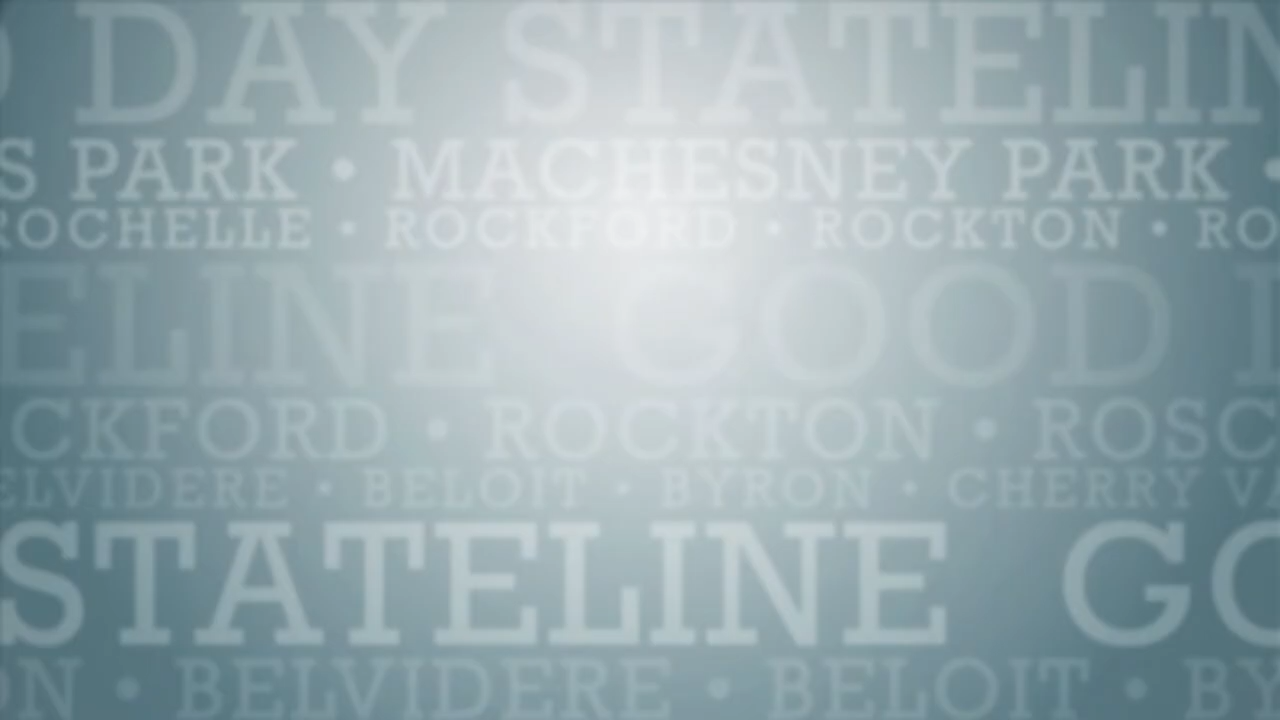 DAY STATELIN
S PARK • MACHESNEY PARK •
ROCHELLE • ROCKFORD • ROCKTON • RO
ELINE GOOD D
CKFORD • ROCKTON • ROSC
ELVIDERE • BELOIT • BYRON • CHERRY VA
STATELINE GO
ON • BELVIDERE • BELOIT • BY